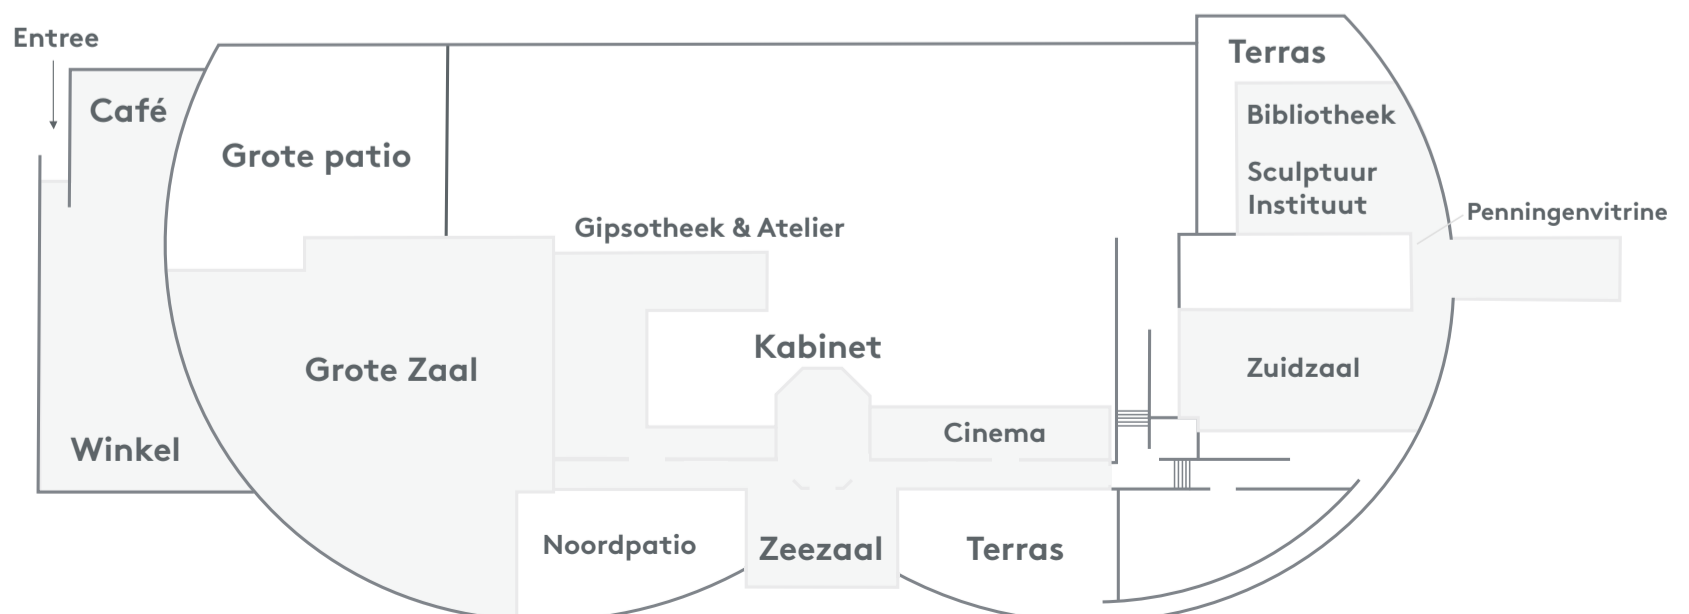 Entree
Café
Grote patio
Terras
Bibliotheek
Sculptuur
Instituut
Penningenvitrine
Gipsotheek & Atelier
Kabinet
Grote Zaal
Zuidzaal
Cinema
Winkel
Noordpatio
Zeezaal
Terras